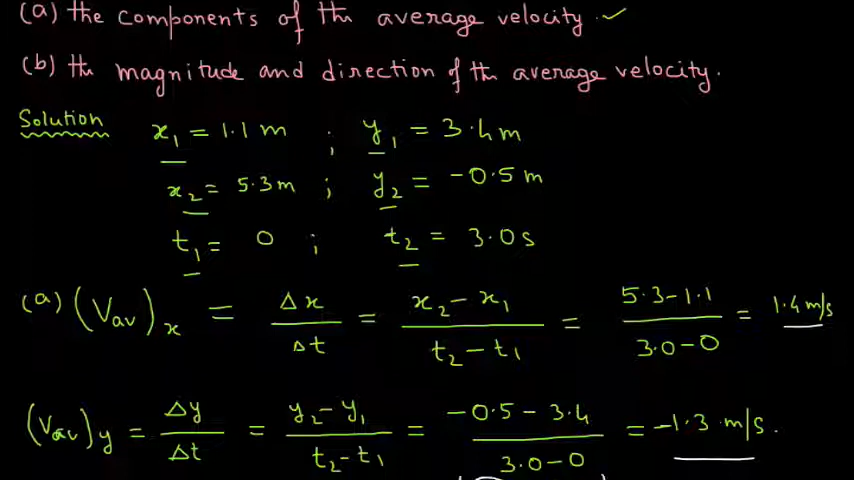 (a) the components of the average velocity. ✓
(b) the magnitude and direction of the average velocity.
Solution x₁ = 1.1 m ; y₁ = 3.4 m
x₂ = 5.3 m ; y₂ = -0.5 m
t₁ = 0 ; t₂ = 3.0 s
(a) (Vav)x = Δx/Δt = (x₂ - x₁)/(t₂ - t₁) = (5.3 - 1.1)/(3.0 - 0) = 1.4 m/s
(Vav)y = Δy/Δt = (y₂ - y₁)/(t₂ - t₁) = (-0.5 - 3.4)/(3.0 - 0) = -1.3 m/s.